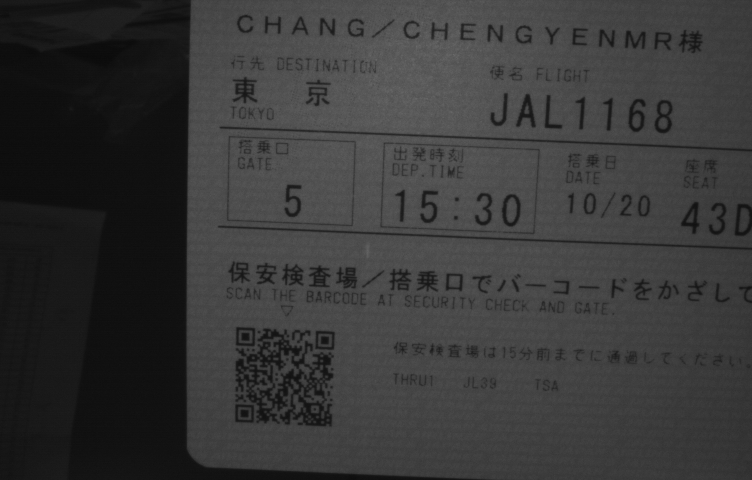 CHANG／CHENGYENMR様
行先 DESTINATION
東 京
TOKYO
便名 FLIGHT
JAL1168
搭乗口
GATE
5
出発時刻
DEP.TIME
15:30
搭乗日
DATE
10/20
座席
SEAT
43D
保安検査場／搭乗口でバーコードをかざして
SCAN THE BARCODE AT SECURITY CHECK AND GATE.
保安検査場は15分前までに通過してください。
THRU1 JL99 TSA